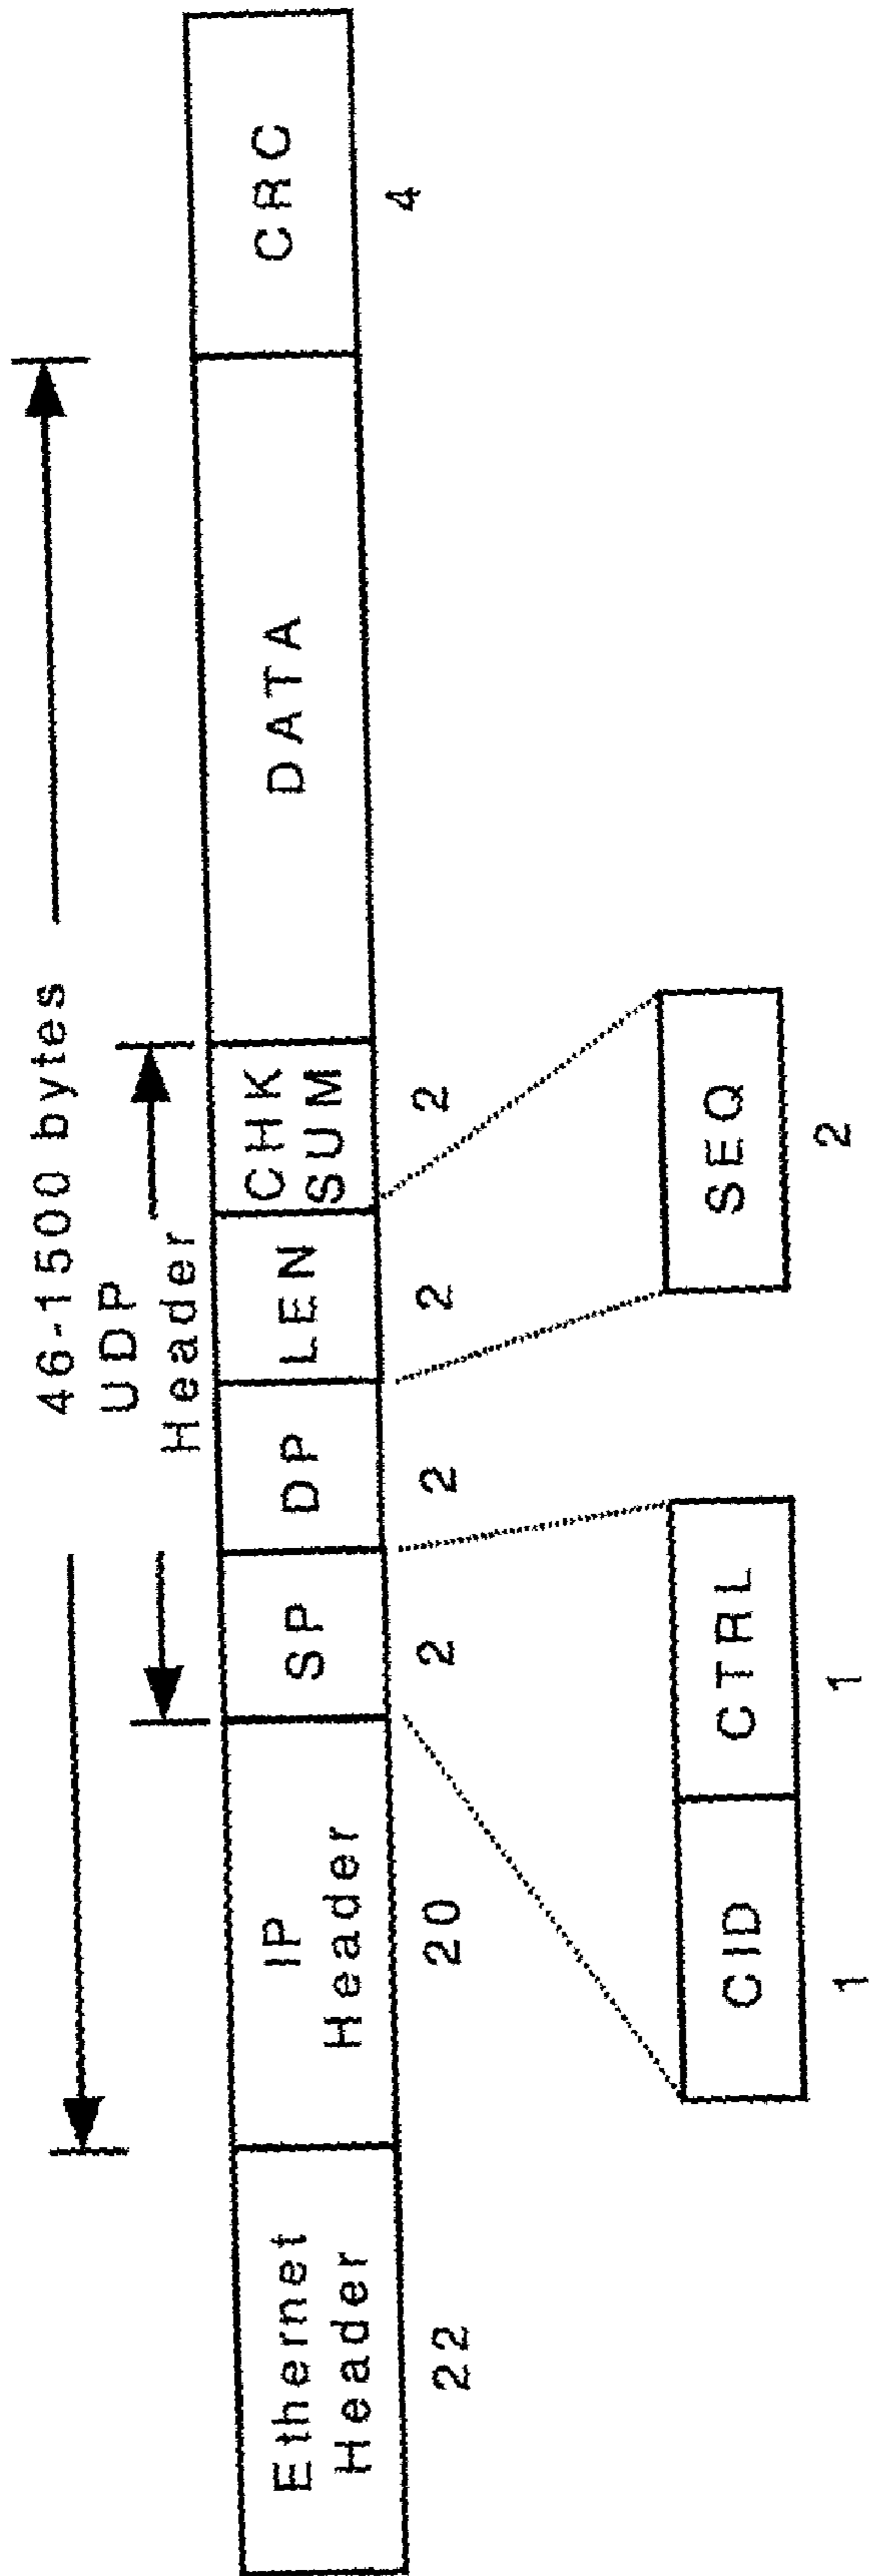 46-1500 bytes
UDP
Header
Ethernet
Header
IP
Header
SP
DP
LEN
CHK
SUM
DATA
CRC
22
20
2
2
2
2
4
CID
CTRL
SEQ
1
1
2